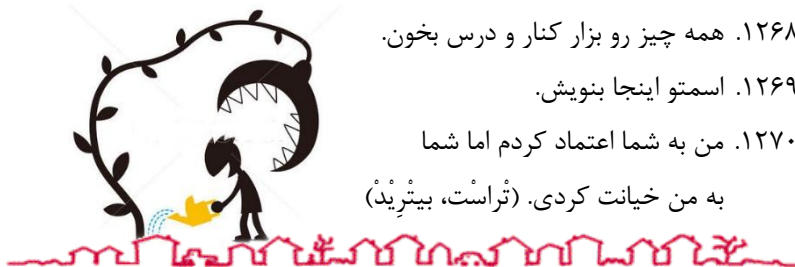 ۱۲۶۸. همه چیز رو بزار کنار و درس بخون.
۱۲۶۹. اسمتو اینجا بنویش.
۱۲۷۰. من به شما اعتماد کردم اما شما
به من خیانت کردی. (تْراسْت، بیتْرِیْدْ)